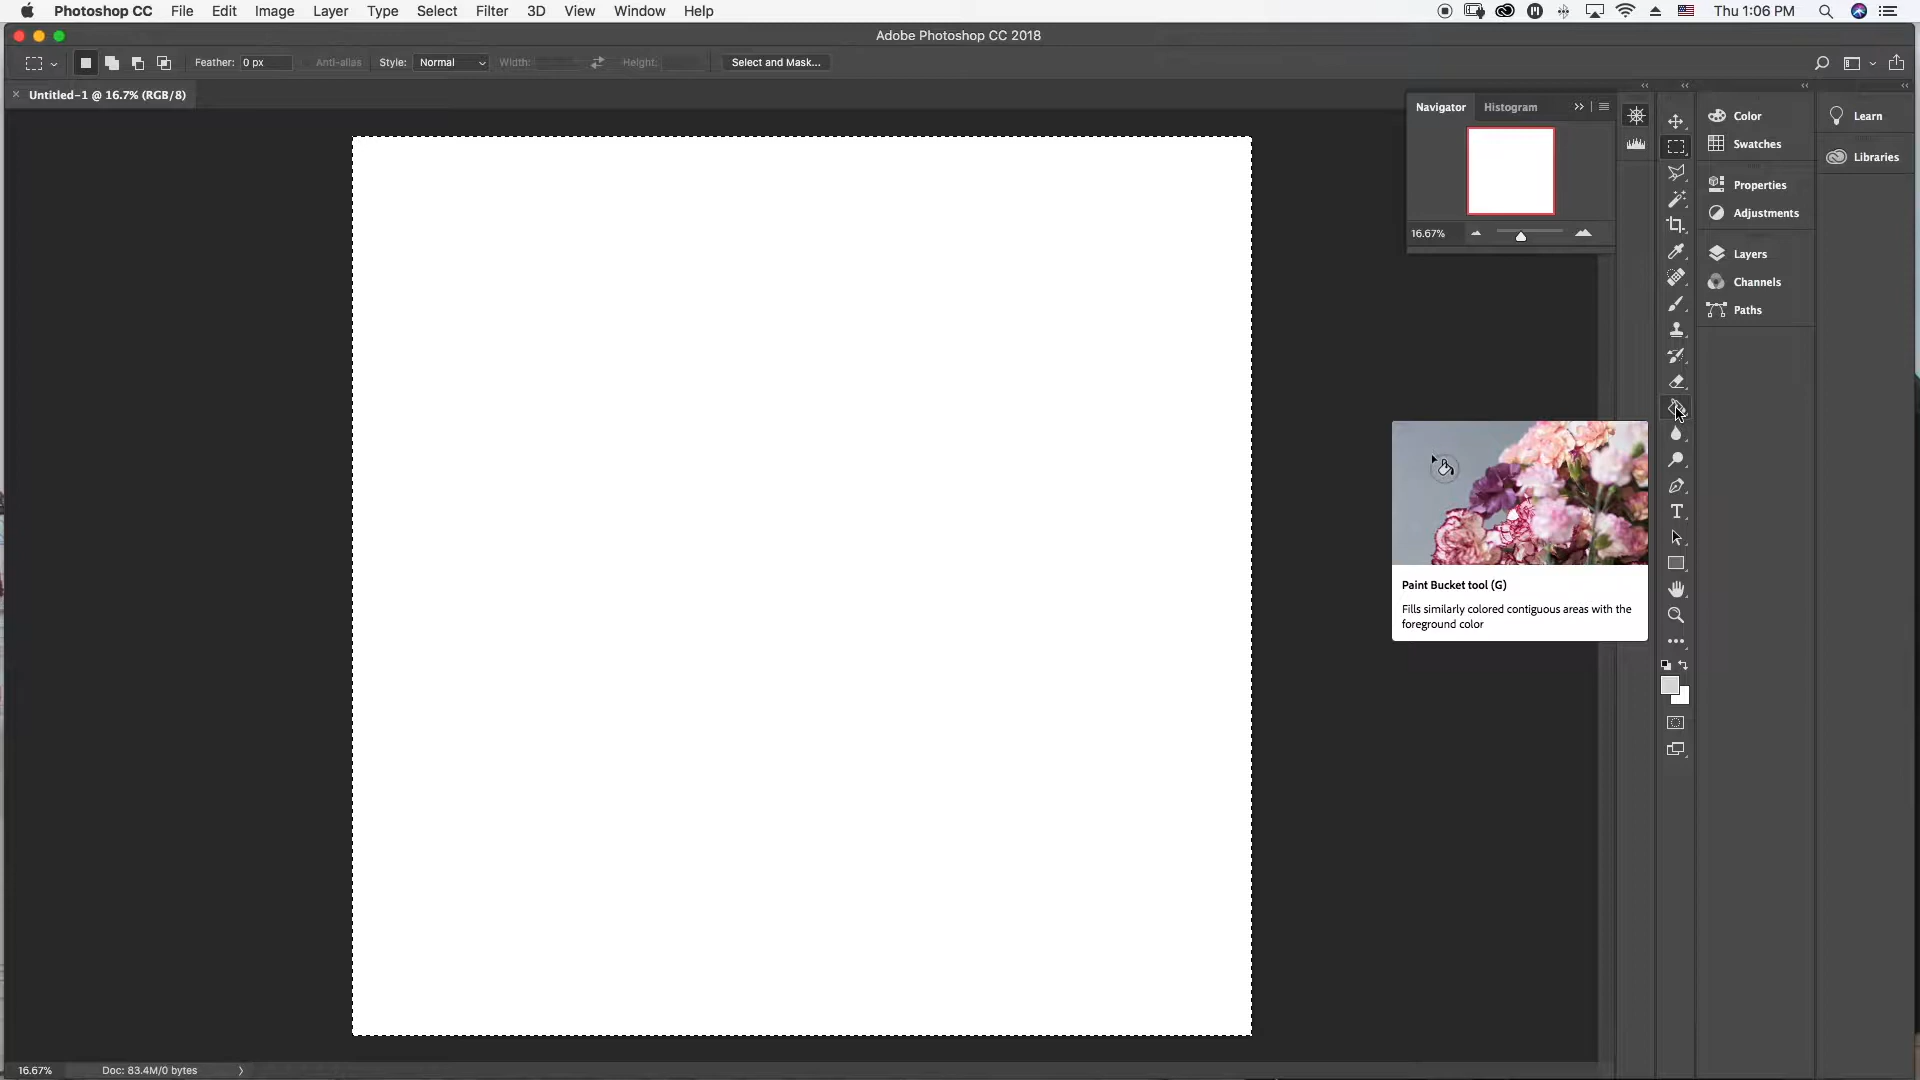 Photoshop CC File Edit Image Layer Type Select Filter 3D View Window Help Thu 1:06 PM
Adobe Photoshop CC 2018
Feather: 0 px Anti-alias Style: Normal Width: Height: Select and Mask...
Untitled-1 @ 16.7% (RGB/8)
Navigator Histogram
16.67%
Color
Swatches
Properties
Adjustments
Layers
Channels
Paths
Learn
Libraries
Paint Bucket tool (G)
Fills similarly colored contiguous areas with the
foreground color
16.67% Doc: 83.4M/0 bytes